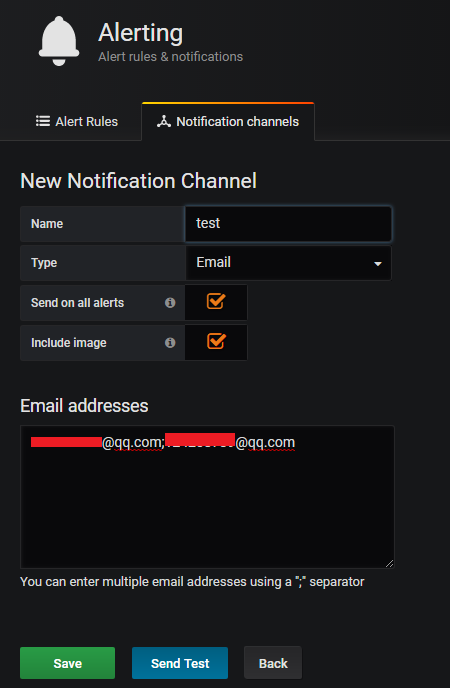 Alerting
Alert rules & notifications
Alert Rules
Notification channels
New Notification Channel
Name
test
Type
Email
Send on all alerts
Include image
Email addresses
@qq.com; @qq.com
You can enter multiple email addresses using a ";" separator
Save
Send Test
Back